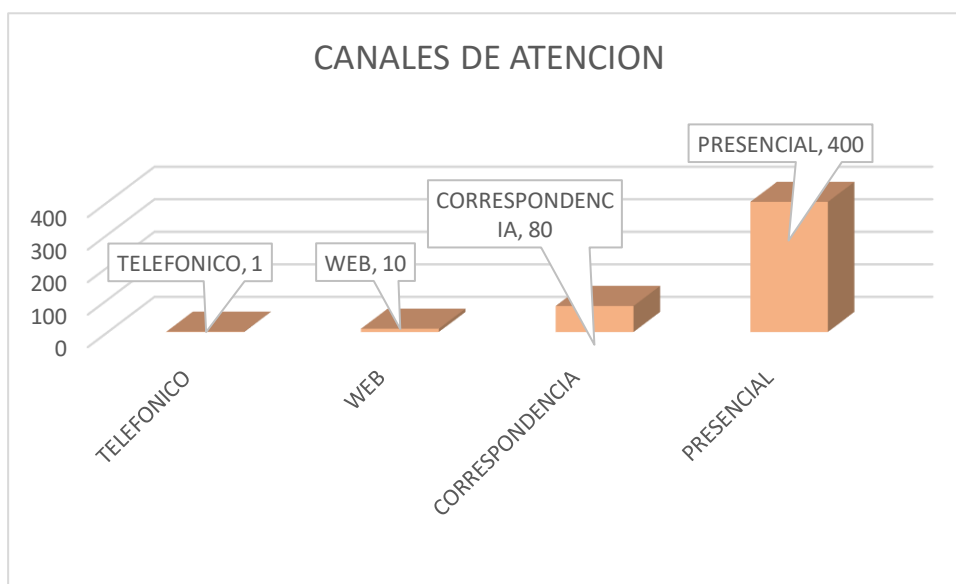 CANALES DE ATENCION
PRESENCIAL, 400
CORRESPONDENC
IA, 80
TELEFONICO, 1
WEB, 10
400
300
200
100
0
TELEFONICO
WEB
CORRESPONDENCIA
PRESENCIAL